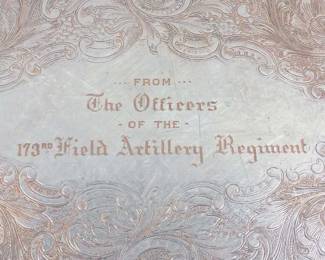 ... FROM ...
The Officers
- OF THE -
173RD Field Artillery Regiment